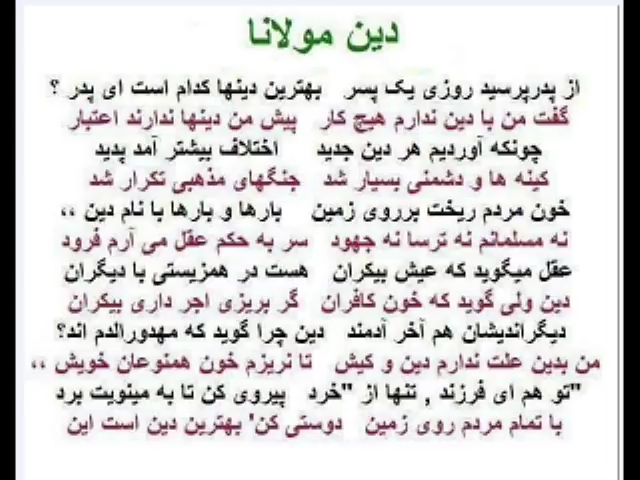 دین مولانا
از پدرپرسید روزی یک پسر   بهترین دینها کدام است ای پدر ؟
گفت من با دین ندارم هیچ کار   پیش من دینها ندارند اعتبار
چونکه آوردیم هر دین جدید   اختلاف بیشتر آمد پدید
کینه ها و دشمنی بسیار شد   جنگهای مذهبی تکرار شد
خون مردم ریخت برروی زمین   بارها و بارها با نام دین ،،
نه مسلمانم نه ترسا نه جهود   سر به حکم عقل می آرم فرود
عقل میگوید که عیش بیکران   هست در همزیستی با دیگران
دین ولی گوید که خون کافران   گر بریزی اجر داری بیکران
دیگراندیشان هم آخر آدمند   دین چرا گوید که مهدورالدم اند؟
من بدین علت ندارم دین و کیش   تا نریزم خون همنوعان خویش ،،
"تو هم ای فرزند , تنها از "خرد   پیروی کن تا به مینویت برد
با تمام مردم روی زمین   دوستی کن' بهترین دین است این